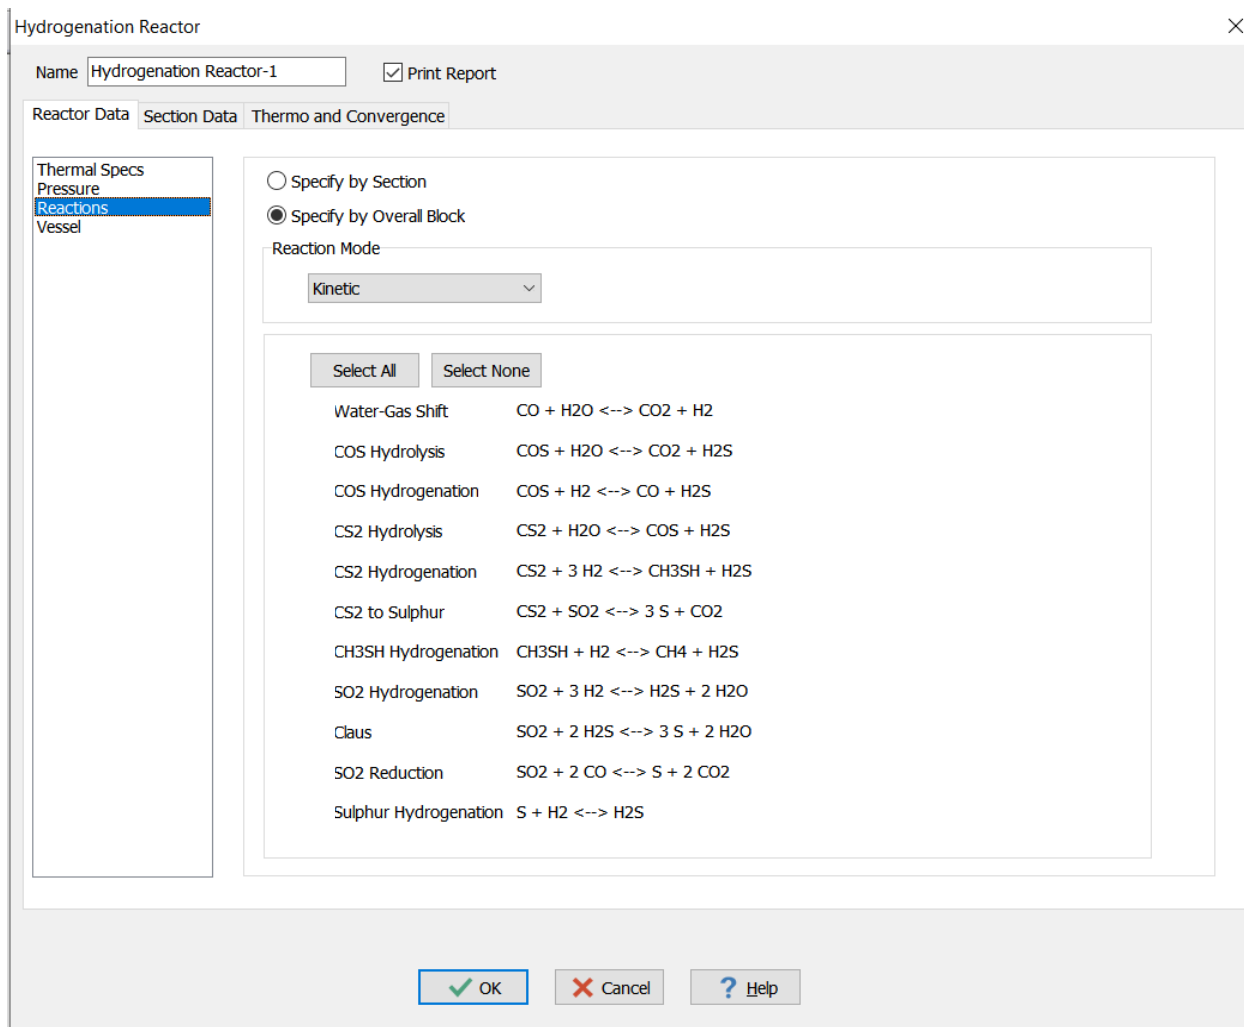 Hydrogenation Reactor
Name Hydrogenation Reactor-1 Print Report
Reactor Data Section Data Thermo and Convergence
Thermal Specs
Pressure
Reactions
Vessel
Specify by Section
Specify by Overall Block
Reaction Mode
Kinetic
Select All Select None
Water-Gas Shift CO + H2O <--> CO2 + H2
COS Hydrolysis COS + H2O <--> CO2 + H2S
COS Hydrogenation COS + H2 <--> CO + H2S
CS2 Hydrolysis CS2 + H2O <--> COS + H2S
CS2 Hydrogenation CS2 + 3 H2 <--> CH3SH + H2S
CS2 to Sulphur CS2 + SO2 <--> 3 S + CO2
CH3SH Hydrogenation CH3SH + H2 <--> CH4 + H2S
SO2 Hydrogenation SO2 + 3 H2 <--> H2S + 2 H2O
Claus SO2 + 2 H2S <--> 3 S + 2 H2O
SO2 Reduction SO2 + 2 CO <--> S + 2 CO2
Sulphur Hydrogenation S + H2 <--> H2S
OK Cancel ? Help